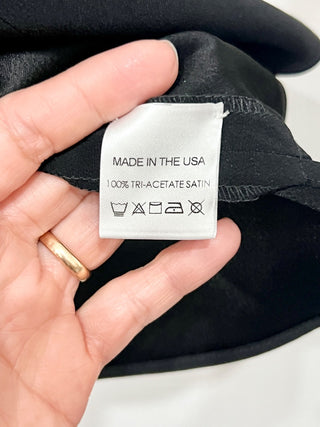 MADE IN THE USA
100% TRI-ACETATE SATIN